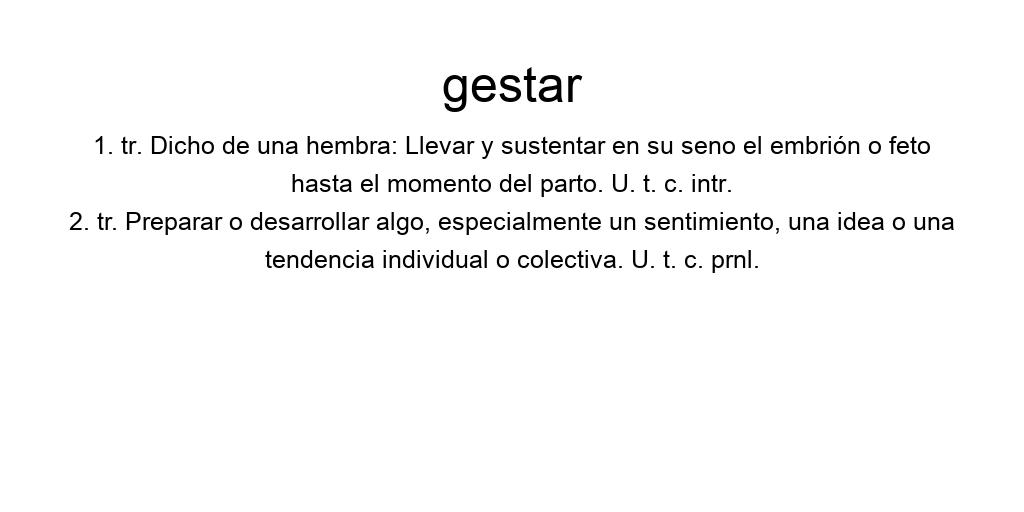 gestar
1. tr. Dicho de una hembra: Llevar y sustentar en su seno el embrión o feto
hasta el momento del parto. U. t. c. intr.
2. tr. Preparar o desarrollar algo, especialmente un sentimiento, una idea o una
tendencia individual o colectiva. U. t. c. prnl.